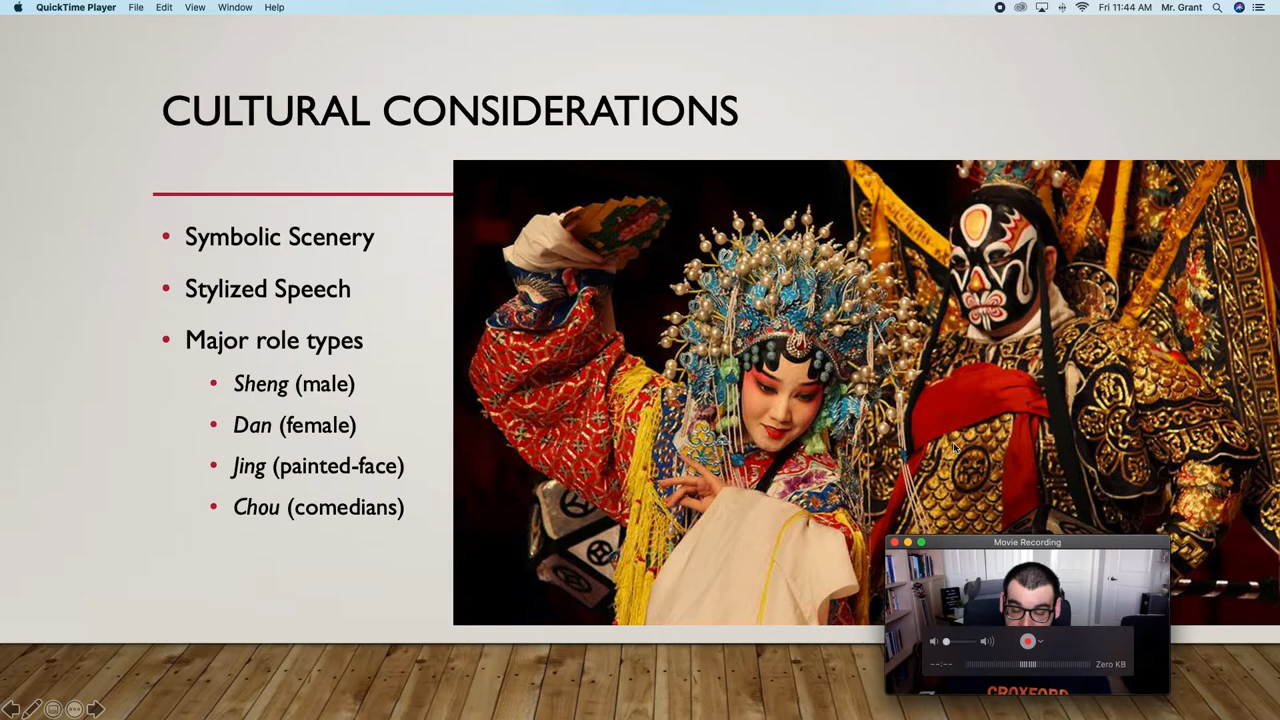 QuickTime Player File Edit View Window Help Fri 11:44 AM Mr. Grant
CULTURAL CONSIDERATIONS
• Symbolic Scenery
• Stylized Speech
• Major role types
• Sheng (male)
• Dan (female)
• Jing (painted-face)
• Chou (comedians)
Movie Recording
--:-- Zero KB
CROXFORD